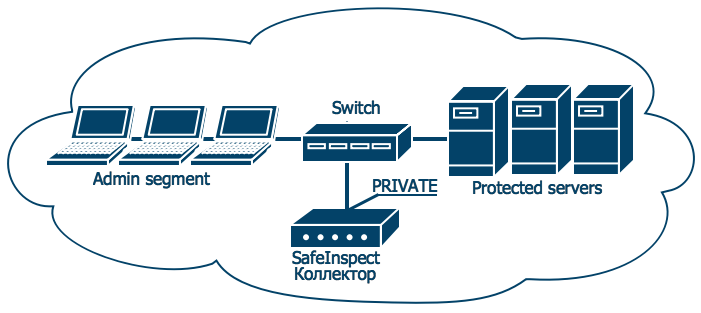 Switch
Admin segment
PRIVATE
Protected servers
SafeInspect
Коллектор